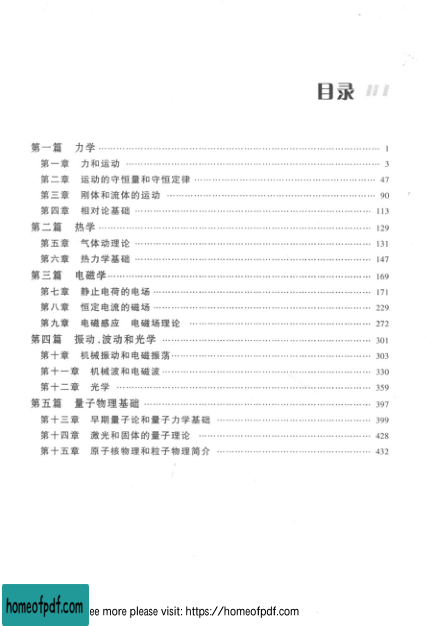 目录
第一篇 力学 1
第一章 力和运动 3
第二章 运动的守恒量和守恒定律 47
第三章 刚体和流体的运动 90
第四章 相对论基础 113
第二篇 热学 129
第五章 气体动理论 131
第六章 热力学基础 147
第三篇 电磁学 169
第七章 静止电荷的电场 171
第八章 恒定电流的磁场 229
第九章 电磁感应 电磁场理论 272
第四篇 振动、波动和光学 301
第十章 机械振动和电磁振荡 303
第十一章 机械波和电磁波 330
第十二章 光学 359
第五篇 量子物理基础 397
第十三章 早期量子论和量子力学基础 399
第十四章 激光和固体的量子理论 428
第十五章 原子核物理和粒子物理简介 432
homeofpdf.com ee more please visit: https://homeofpdf.com